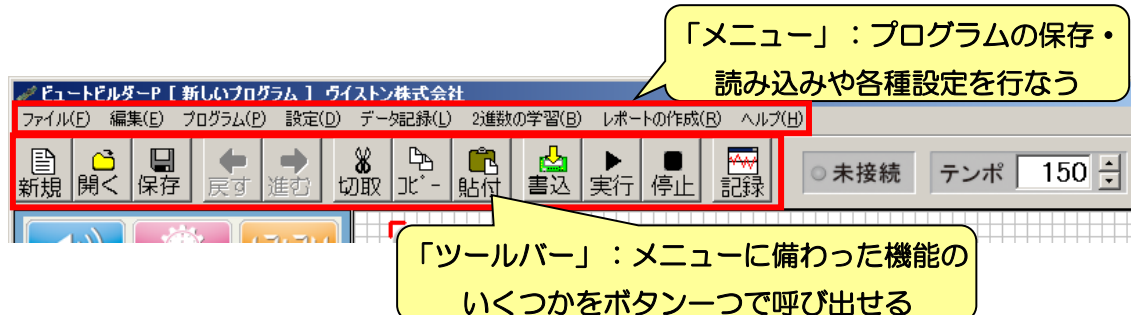 「メニュー」：プログラムの保存・
読み込みや各種設定を行なう
ビュートビルダーP [ 新しいプログラム ] ヴイストン株式会社
ファイル(F) 編集(E) プログラム(P) 設定(D) データ記録(L) 2進数の学習(B) レポートの作成(R) ヘルプ(H)
新規 開く 保存 戻す 進む 切取 コピー 貼付 書込 実行 停止 記録 未接続 テンポ 150
「ツールバー」：メニューに備わった機能の
いくつかをボタン一つで呼び出せる